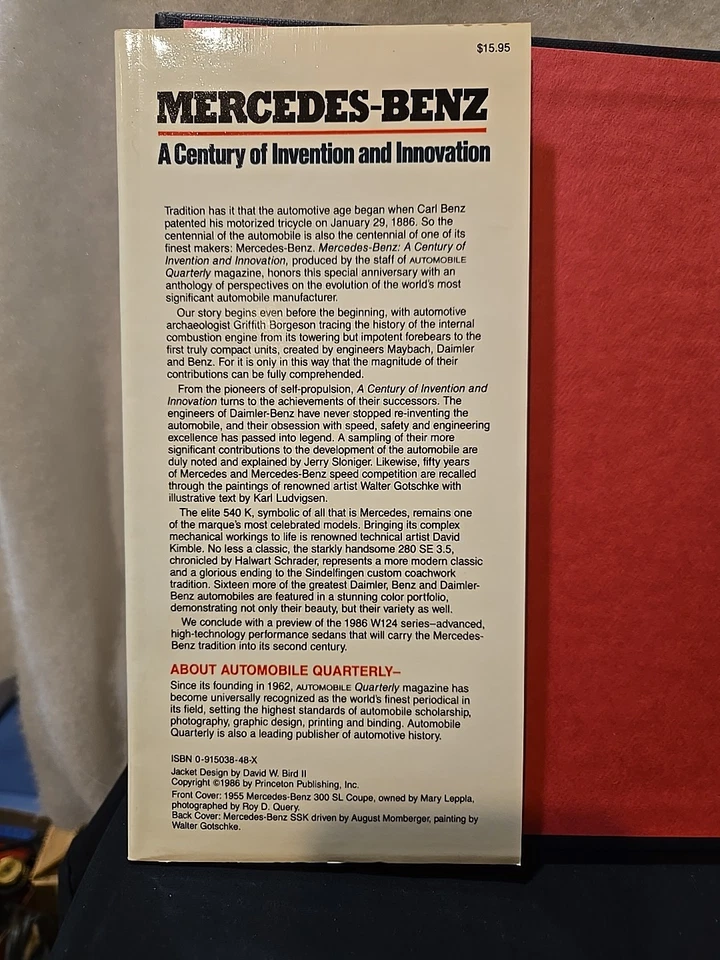 $15.95
MERCEDES-BENZ
A Century of Invention and Innovation
Tradition has it that the automotive age began when Carl Benz
patented his motorized tricycle on January 29, 1886. So the
centennial of the automobile is also the centennial of one of its
finest makers: Mercedes-Benz. Mercedes-Benz: A Century of
Invention and Innovation, produced by the staff of AUTOMOBILE
Quarterly magazine, honors this special anniversary with an
anthology of perspectives on the evolution of the world's most
significant automobile manufacturer.
Our story begins even before the beginning, with automotive
archaeologist Griffith Borgeson tracing the history of the internal
combustion engine from its towering but impotent forebears to the
first truly compact units, created by engineers Maybach, Daimler
and Benz. For it is only in this way that the magnitude of their
contributions can be fully comprehended.
From the pioneers of self-propulsion, A Century of Invention and
Innovation turns to the achievements of their successors. The
engineers of Daimler-Benz have never stopped re-inventing the
automobile, and their obsession with speed, safety and engineering
excellence has passed into legend. A sampling of their more
significant contributions to the development of the automobile are
duly noted and explained by Jerry Sloniger. Likewise, fifty years
of Mercedes and Mercedes-Benz speed competition are recalled
through the paintings of renowned artist Walter Gotschke with
illustrative text by Karl Ludvigsen.
The elite 540 K, symbolic of all that is Mercedes, remains one
of the marque's most celebrated models. Bringing its complex
mechanical workings to life is renowned technical artist David
Kimble. No less a classic, the starkly handsome 280 SE 3.5,
chronicled by Halwart Schrader, represents a more modern classic
and a glorious ending to the Sindelfingen custom coachwork
tradition. Sixteen more of the greatest Daimler, Benz and Daimler-
Benz automobiles are featured in a stunning color portfolio,
demonstrating not only their beauty, but their variety as well.
We conclude with a preview of the 1986 W124 series–advanced,
high-technology performance sedans that will carry the Mercedes-
Benz tradition into its second century.
ABOUT AUTOMOBILE QUARTERLY–
Since its founding in 1962, AUTOMOBILE Quarterly magazine has
become universally recognized as the world's finest periodical in
its field, setting the highest standards of automobile scholarship,
photography, graphic design, printing and binding. Automobile
Quarterly is also a leading publisher of automotive history.
ISBN 0-915038-48-X
Jacket Design by David W. Bird II
Copyright ©1986 by Princeton Publishing, Inc.
Front Cover: 1955 Mercedes-Benz 300 SL Coupe, owned by Mary Leppla,
photographed by Roy D. Query.
Back Cover: Mercedes-Benz SSK driven by August Momberger, painting by
Walter Gotschke.